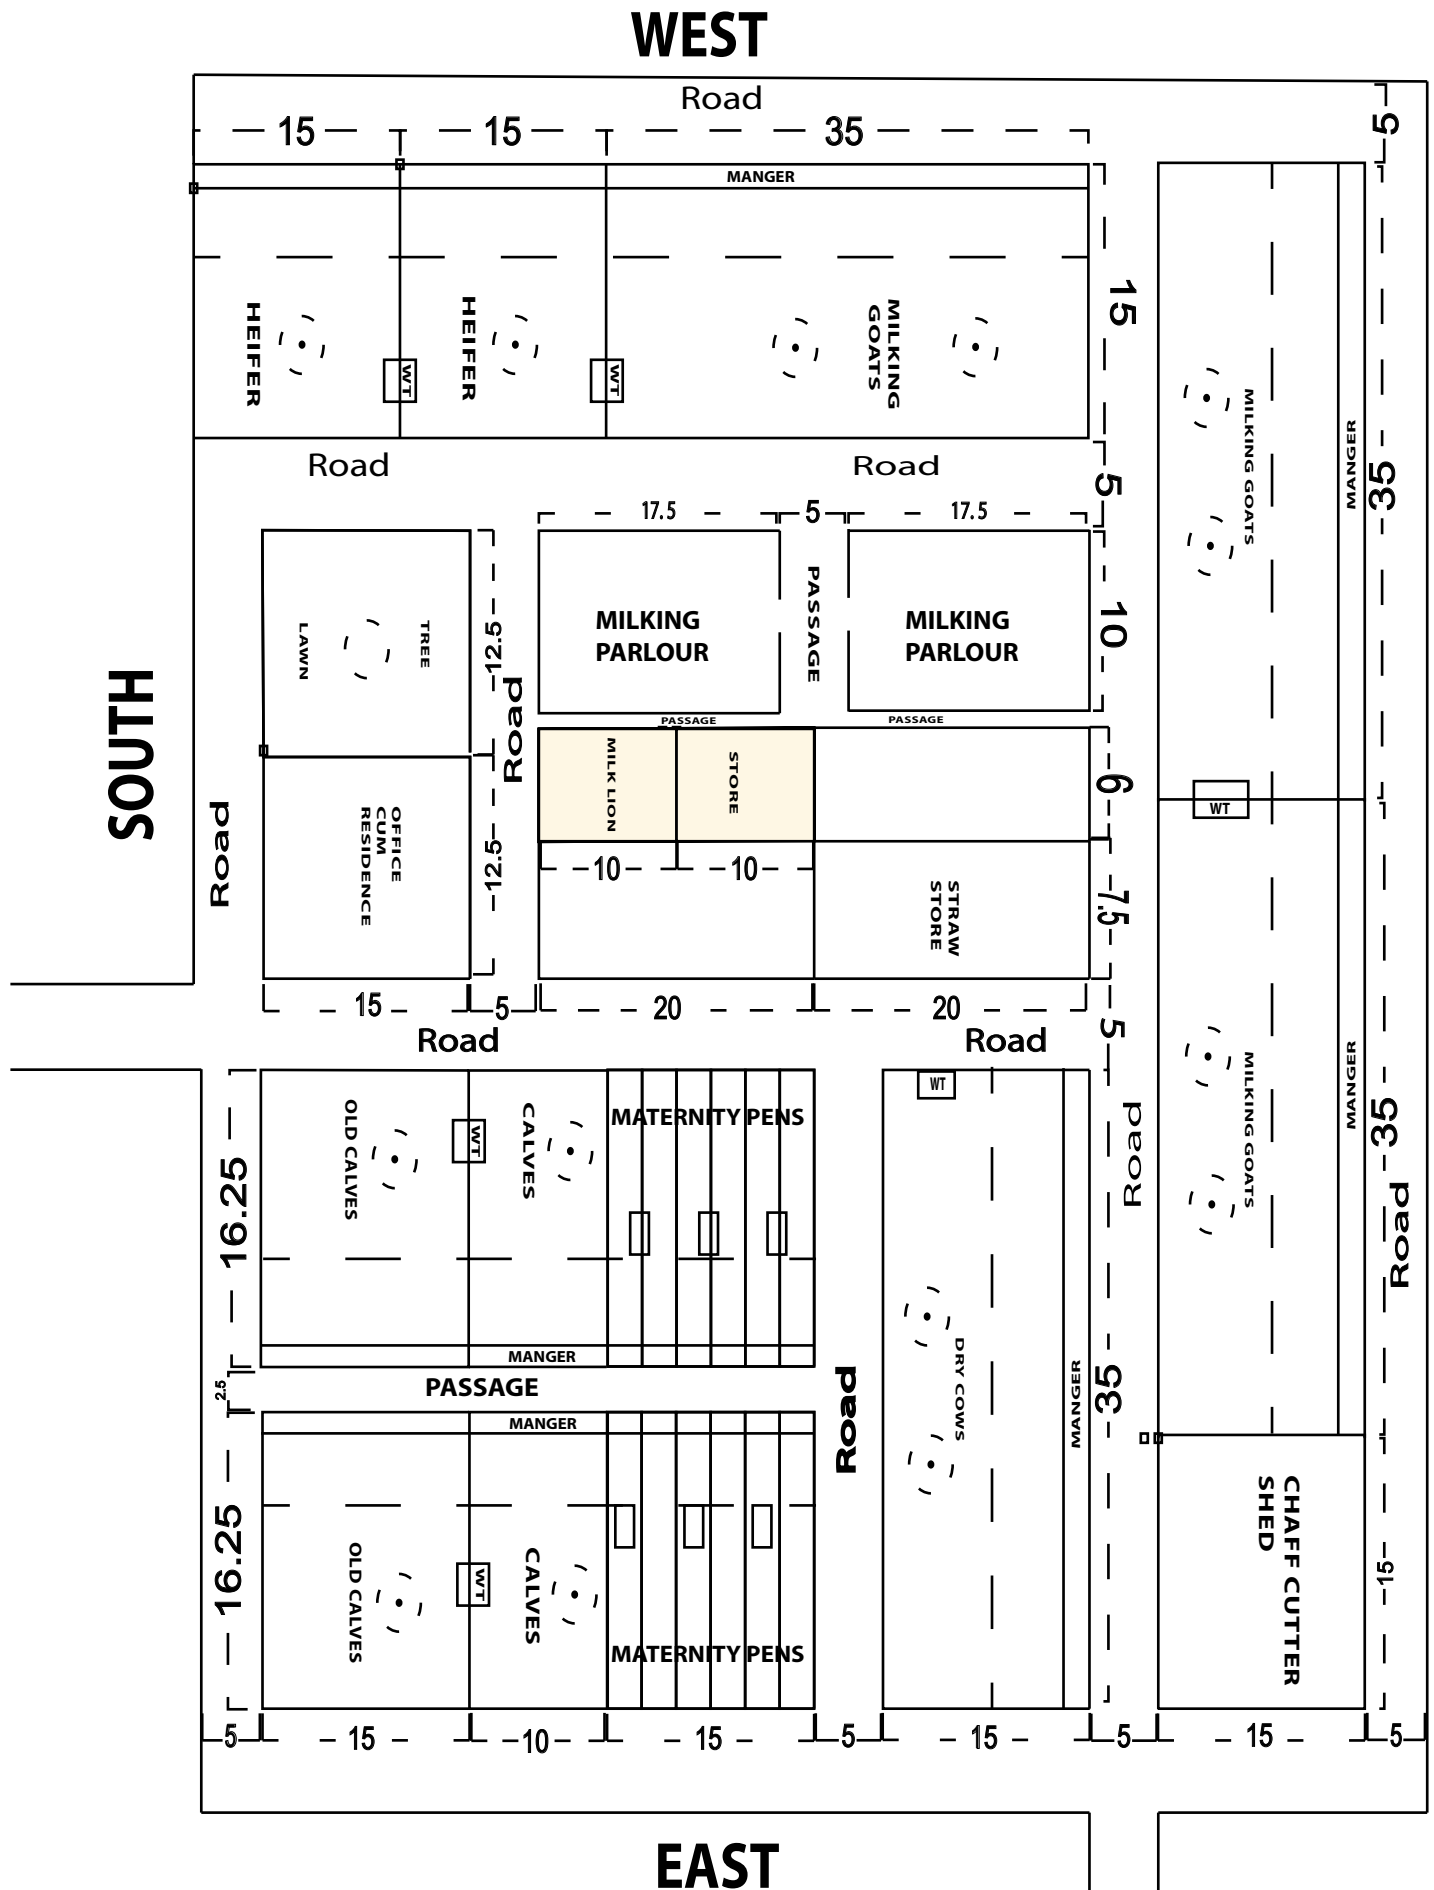 WEST
Road
15
15
35
5
MANGER
HEIFER
WT
HEIFER
WT
MILKING
GOATS
15
Road
Road
5
MILKING GOATS
MANGER
35
17.5
5
17.5
LAWN
TREE
12.5
Road
MILKING
PARLOUR
PASSAGE
MILKING
PARLOUR
10
SOUTH
PASSAGE
PASSAGE
MILK LION
STORE
6
WT
Road
OFFICE
CUM
RESIDENCE
12.5
10
10
STRAW
STORE
7.5
15
5
20
20
5
Road
Road
MILKING GOATS
MANGER
35
Road
Road
16.25
OLD CALVES
WT
CALVES
MATERNITY PENS
WT
MANGER
2.5
PASSAGE
MANGER
Road
DRY COWS
MANGER
35
16.25
OLD CALVES
WT
CALVES
MATERNITY PENS
CHAFF CUTTER
SHED
15
5
15
10
15
5
15
5
15
5
EAST